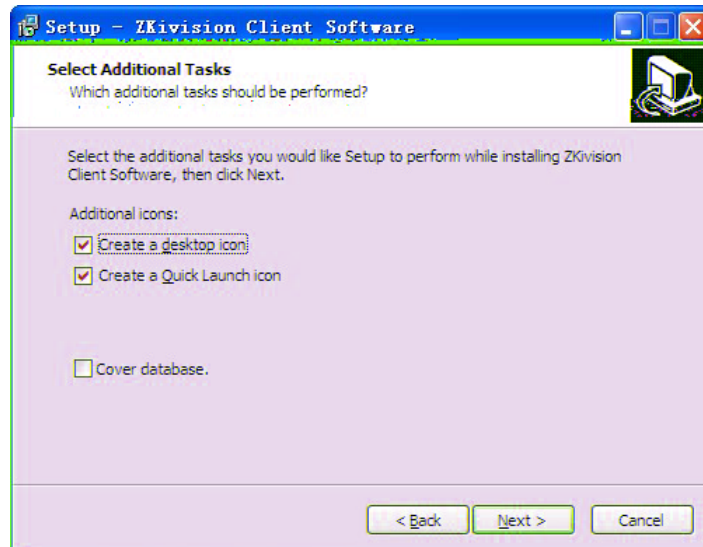 Setup - ZKivision Client Software
Select Additional Tasks
Which additional tasks should be performed?
Select the additional tasks you would like Setup to perform while installing ZKivision
Client Software, then click Next.
Additional icons:
Create a desktop icon
Create a Quick Launch icon
Cover database.
< Back Next > Cancel